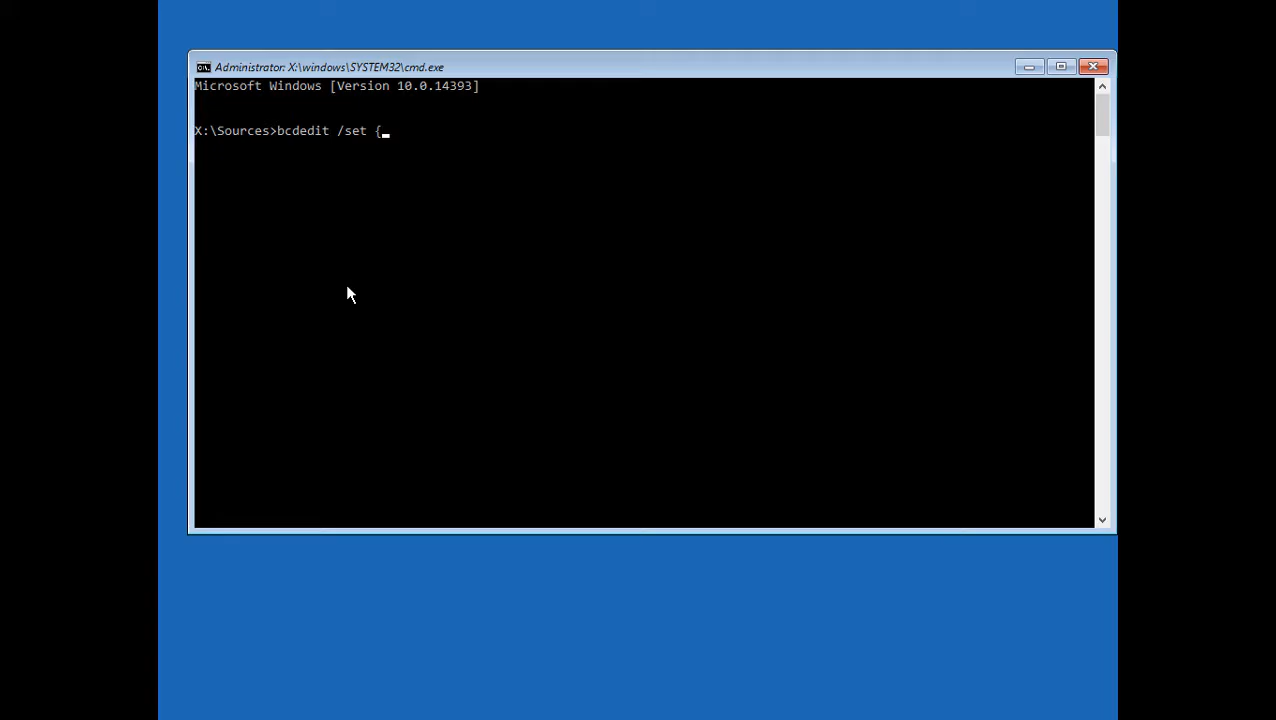 Administrator: X:\windows\SYSTEM32\cmd.exe
Microsoft Windows [Version 10.0.14393]
X:\Sources>bcdedit /set {